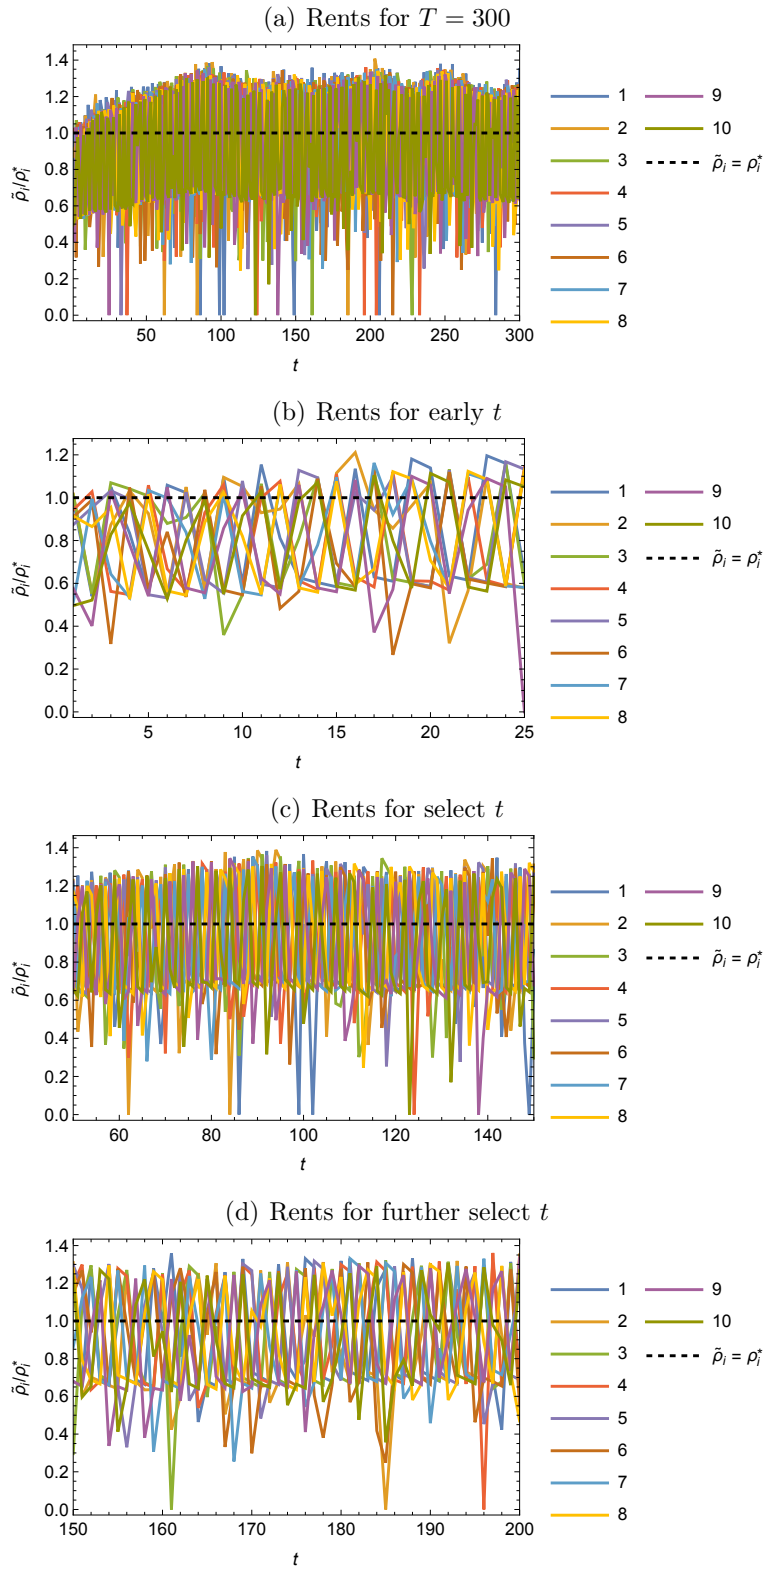 (a) Rents for T = 300
1.4
1.2
1.0
0.8
0.6
0.4
0.2
0.0
ρ̃ᵢ/ρᵢ*
50 100 150 200 250 300
t
1 9
2 10
3 ρ̃ᵢ = ρᵢ*
4
5
6
7
8
(b) Rents for early t
1.2
1.0
0.8
0.6
0.4
0.2
0.0
ρ̃ᵢ/ρᵢ*
5 10 15 20 25
t
1 9
2 10
3 ρ̃ᵢ = ρᵢ*
4
5
6
7
8
(c) Rents for select t
1.4
1.2
1.0
0.8
0.6
0.4
0.2
0.0
ρ̃ᵢ/ρᵢ*
60 80 100 120 140
t
1 9
2 10
3 ρ̃ᵢ = ρᵢ*
4
5
6
7
8
(d) Rents for further select t
1.4
1.2
1.0
0.8
0.6
0.4
0.2
0.0
ρ̃ᵢ/ρᵢ*
150 160 170 180 190 200
t
1 9
2 10
3 ρ̃ᵢ = ρᵢ*
4
5
6
7
8